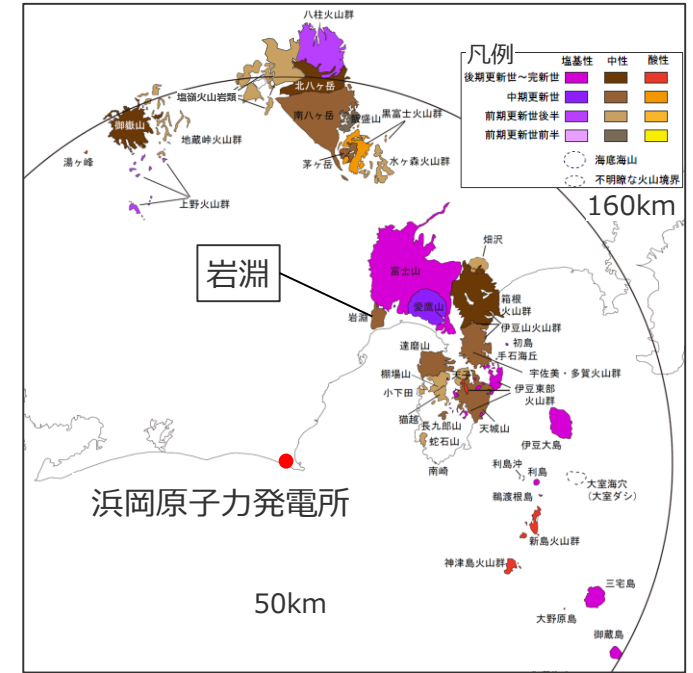 八柱火山群
凡例
塩基性 中性 酸性
後期更新世~完新世
中期更新世
前期更新世後半
前期更新世前半
海底海山
不明瞭な火山境界
160km
北八ヶ岳
塩嶺火山岩類
南八ヶ岳
飯盛山
黒富士火山群
御嶽山
地蔵峠火山群
茅ヶ岳
水ヶ森火山群
湯ヶ峰
上野火山群
畑沢
岩淵
富士山
愛鷹山
箱根
火山群
岩淵
伊豆山火山群
初島
達磨山
手石海丘
棚場山
天子
宇佐美・多賀火山群
小下田
伊豆東部
火山群
猫越
長九郎山
天城山
蛇石山
伊豆大島
南崎
利島沖
利島
大室海穴
(大室ダシ)
鵜渡根島
浜岡原子力発電所
新島火山群
神津島火山群
三宅島
50km
大野原島
御蔵島